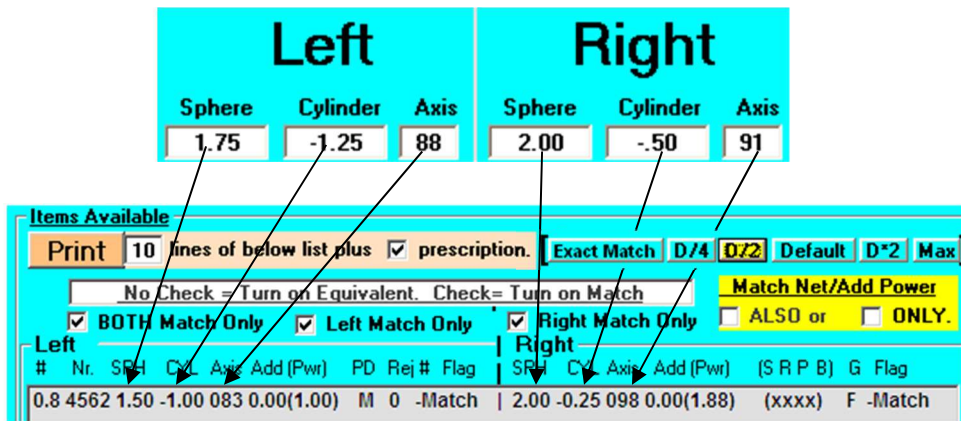 Left Right
Sphere Cylinder Axis Sphere Cylinder Axis
1.75 -1.25 88 2.00 -.50 91
Items Available
Print 10 lines of below list plus prescription. [ Exact Match D/4 D/2 Default D*2 Max ]
No Check = Turn on Equivalent. Check= Turn on Match Match Net/Add Power
BOTH Match Only Left Match Only Right Match Only ALSO or ONLY.
Left Right
# Nr. SPH CYL Axis Add (Pwr) PD Rej # Flag | SPH CYL Axis Add (Pwr) (S R P B) G Flag
0.8 4562 1.50 -1.00 083 0.00(1.00) M 0 -Match | 2.00 -0.25 098 0.00(1.88) (xxxx) F -Match